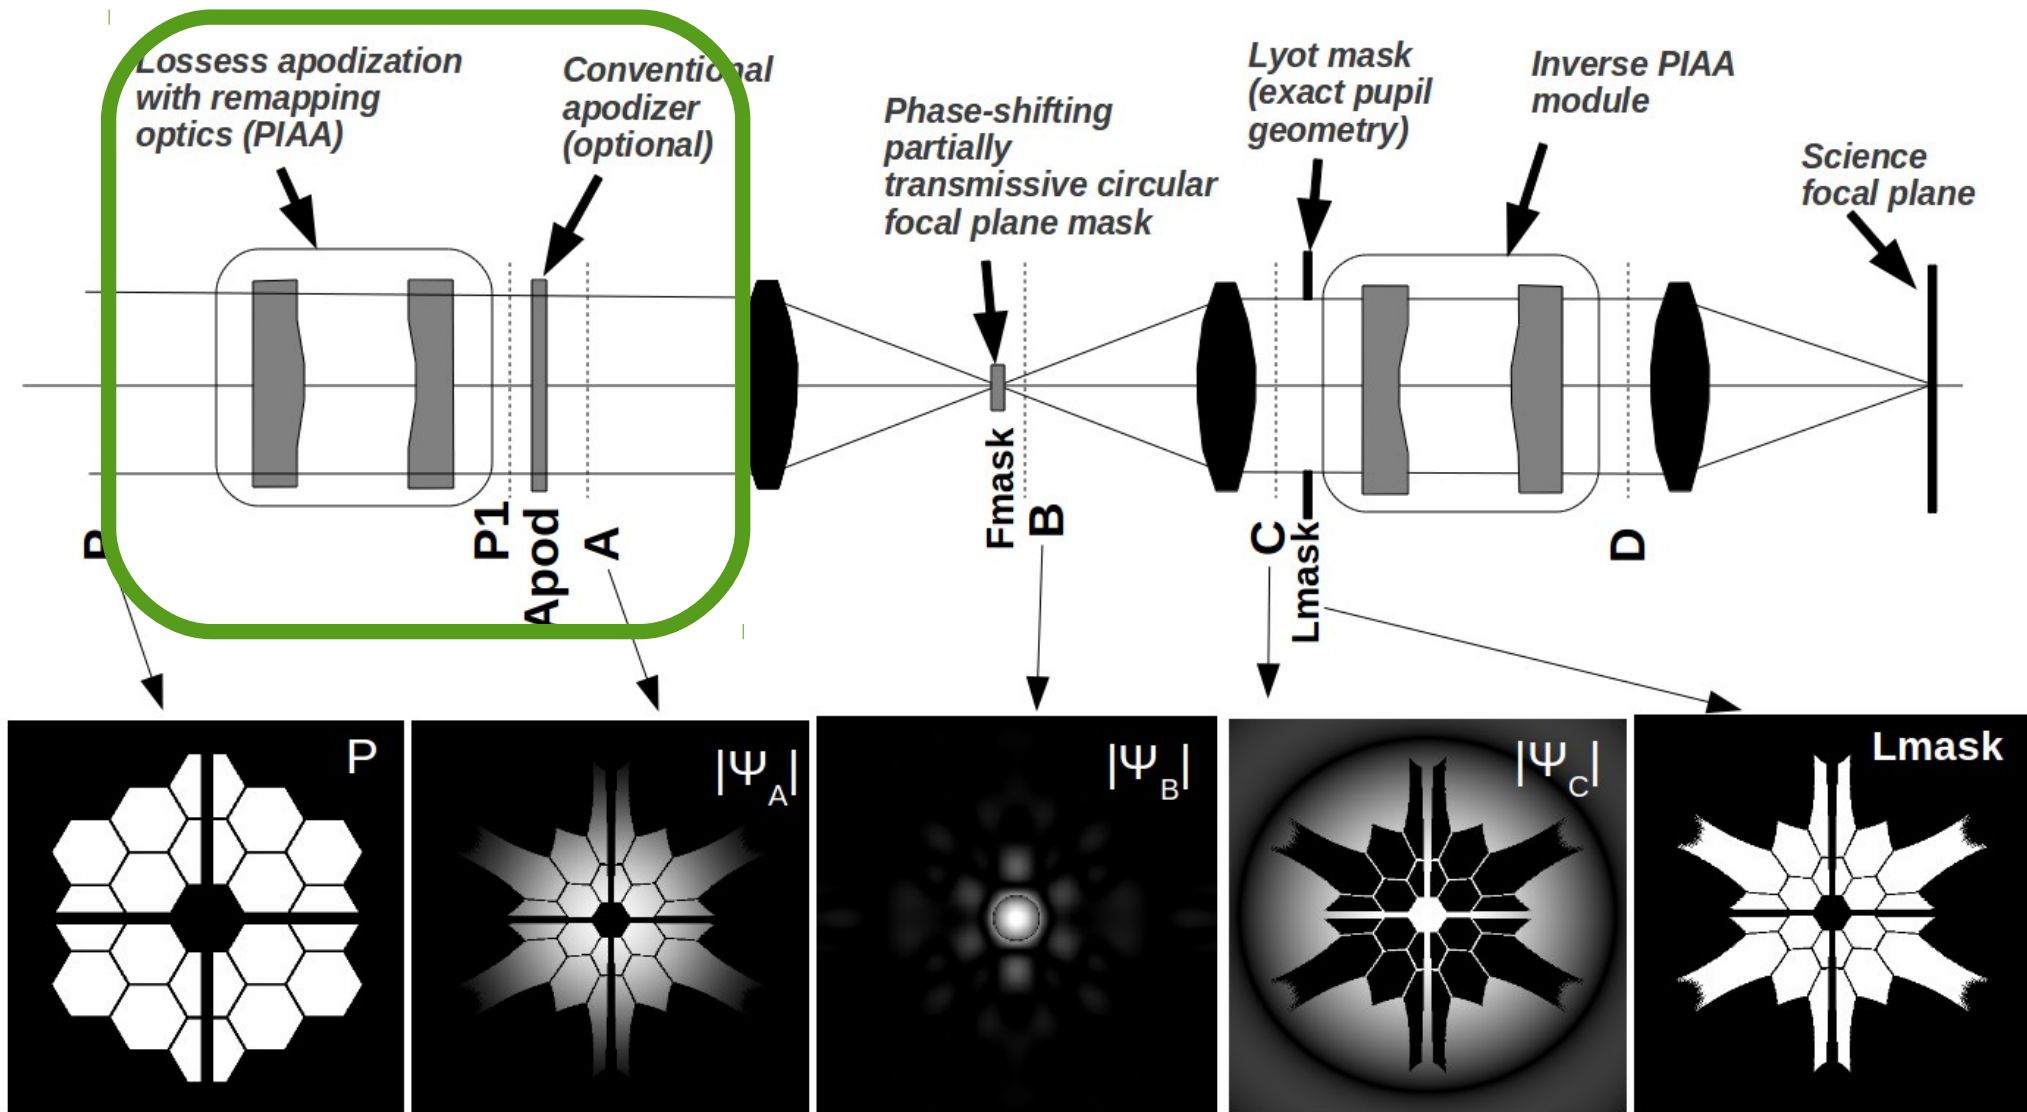 Lossess apodization
with remapping
optics (PIAA)
Conventional
apodizer
(optional)
Phase-shifting
partially
transmissive circular
focal plane mask
Lyot mask
(exact pupil
geometry)
Inverse PIAA
module
Science
focal plane
P
P1
Apod
A
Fmask
B
C
Lmask
D
P
|Ψ_A|
|Ψ_B|
|Ψ_C|
Lmask